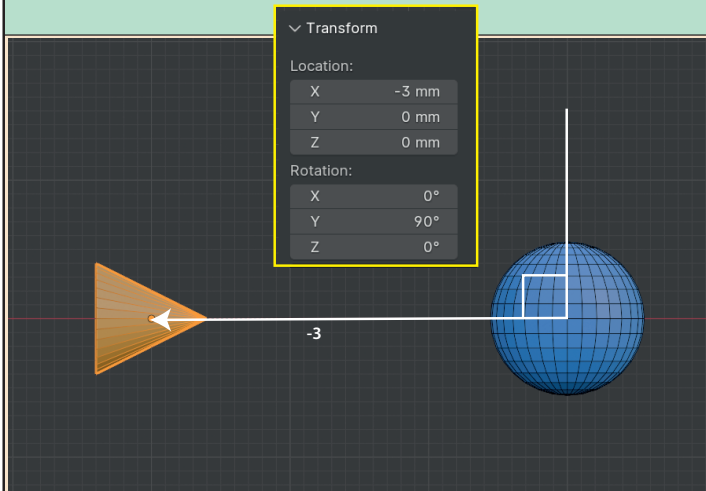 Transform
Location:
X -3 mm
Y 0 mm
Z 0 mm
Rotation:
X 0°
Y 90°
Z 0°
-3